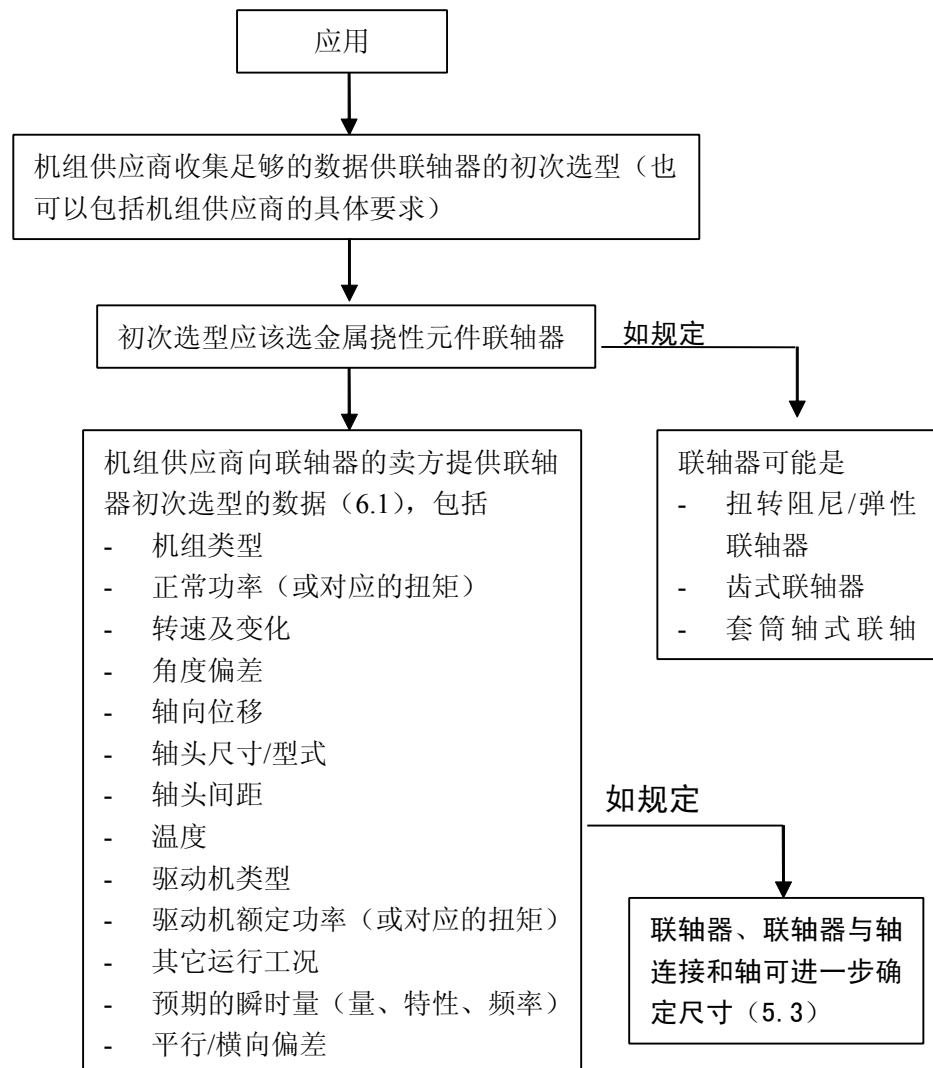 应用
机组供应商收集足够的数据供联轴器的初次选型（也
可以包括机组供应商的具体要求）
初次选型应该选金属挠性元件联轴器
如规定
机组供应商向联轴器的卖方提供联轴
器初次选型的数据（6.1），包括
- 机组类型
- 正常功率（或对应的扭矩）
- 转速及变化
- 角度偏差
- 轴向位移
- 轴头尺寸/型式
- 轴头间距
- 温度
- 驱动机类型
- 驱动机额定功率（或对应的扭矩）
- 其它运行工况
- 预期的瞬时量（量、特性、频率）
- 平行/横向偏差
联轴器可能是
- 扭转阻尼/弹性
联轴器
- 齿式联轴器
- 套筒轴式联轴
如规定
联轴器、联轴器与轴
连接和轴可进一步确
定尺寸（5.3）